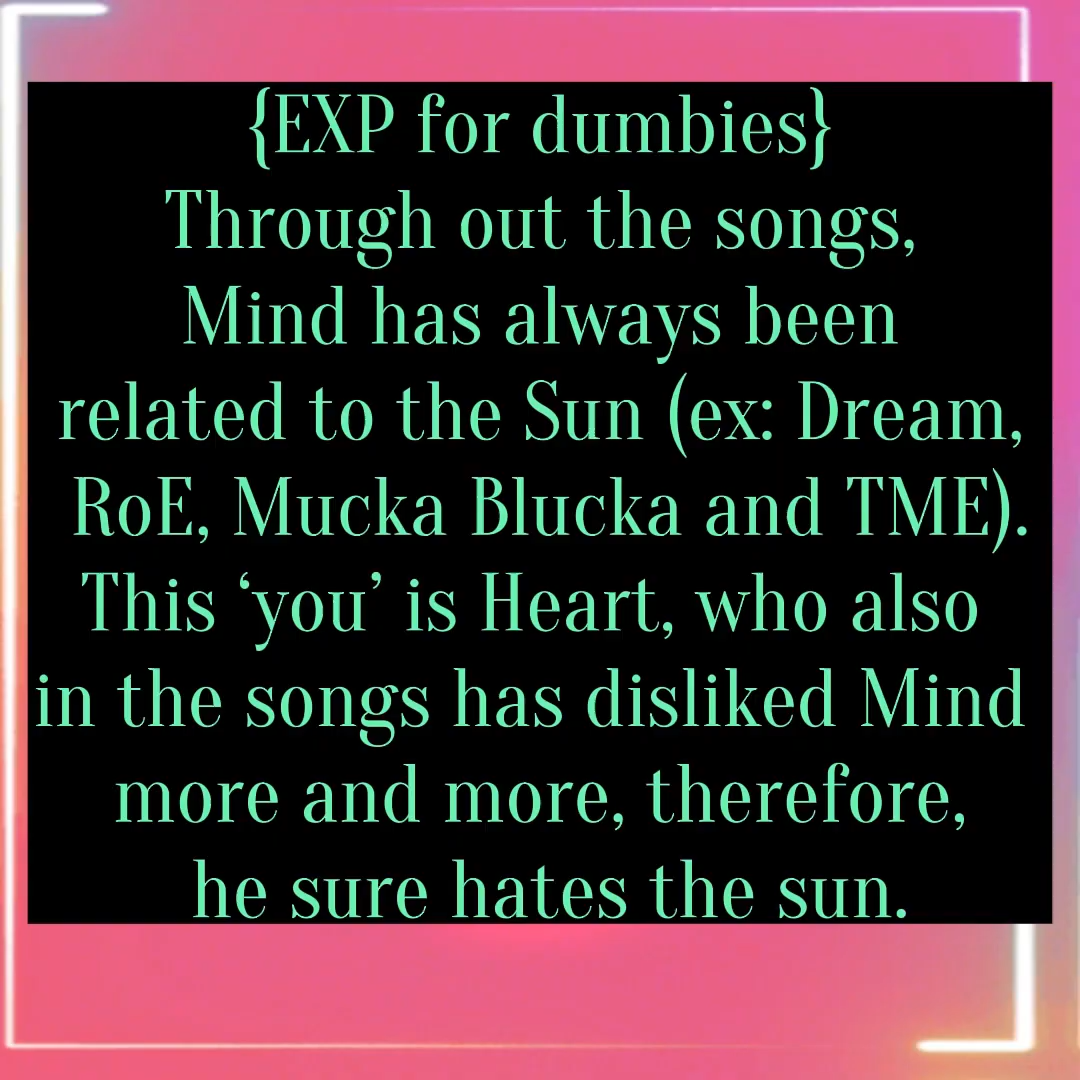 {EXP for dumbies}
Through out the songs,
Mind has always been
related to the Sun (ex: Dream,
RoE, Mucka Blucka and TME).
This ‘you’ is Heart, who also
in the songs has disliked Mind
more and more, therefore,
he sure hates the sun.